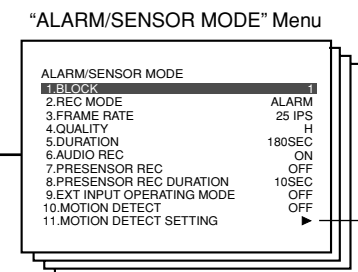 “ALARM/SENSOR MODE” Menu
ALARM/SENSOR MODE
1.BLOCK 1
2.REC MODE ALARM
3.FRAME RATE 25 IPS
4.QUALITY H
5.DURATION 180SEC
6.AUDIO REC ON
7.PRESENSOR REC OFF
8.PRESENSOR REC DURATION 10SEC
9.EXT INPUT OPERATING MODE OFF
10.MOTION DETECT OFF
11.MOTION DETECT SETTING ►